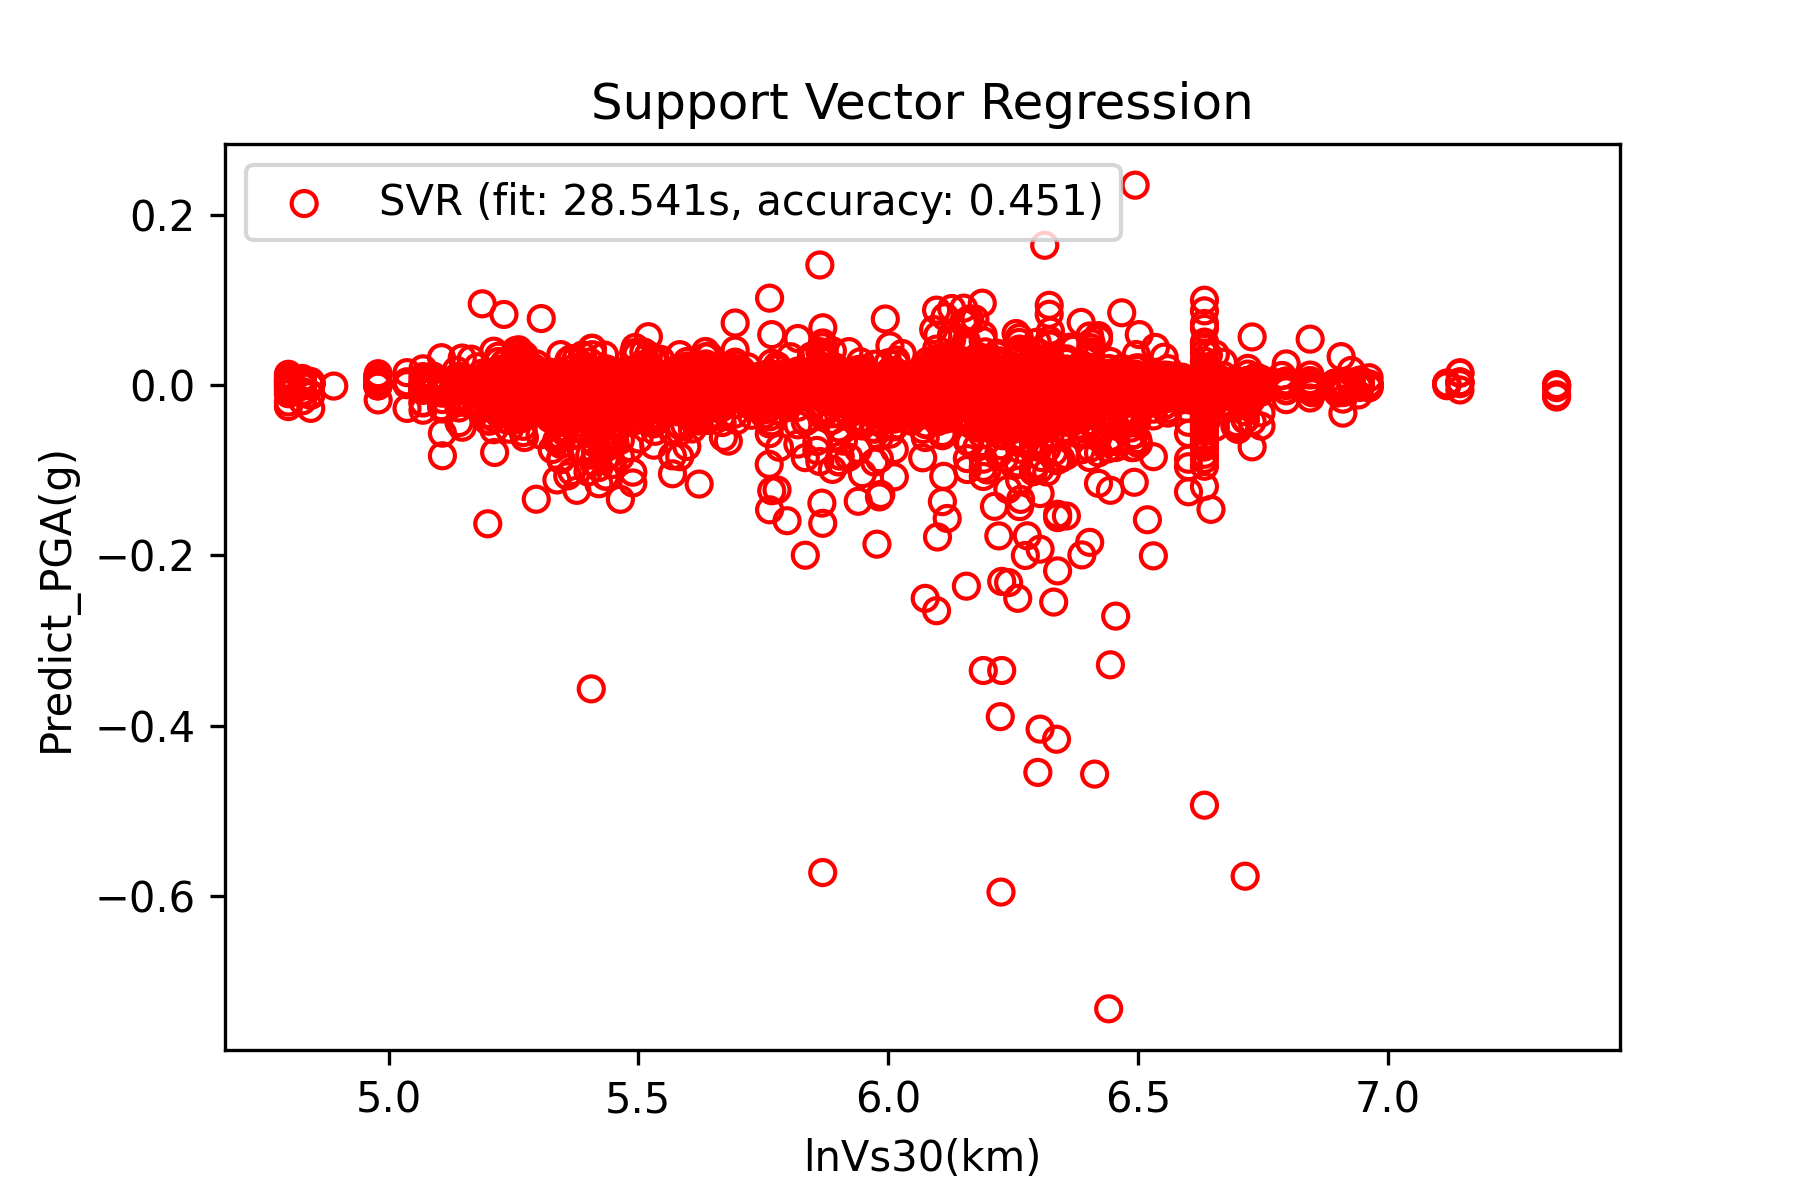 Support Vector Regression
SVR (fit: 28.541s, accuracy: 0.451)
0.2
0.0
−0.2
−0.4
−0.6
Predict_PGA(g)
5.0 5.5 6.0 6.5 7.0
lnVs30(km)